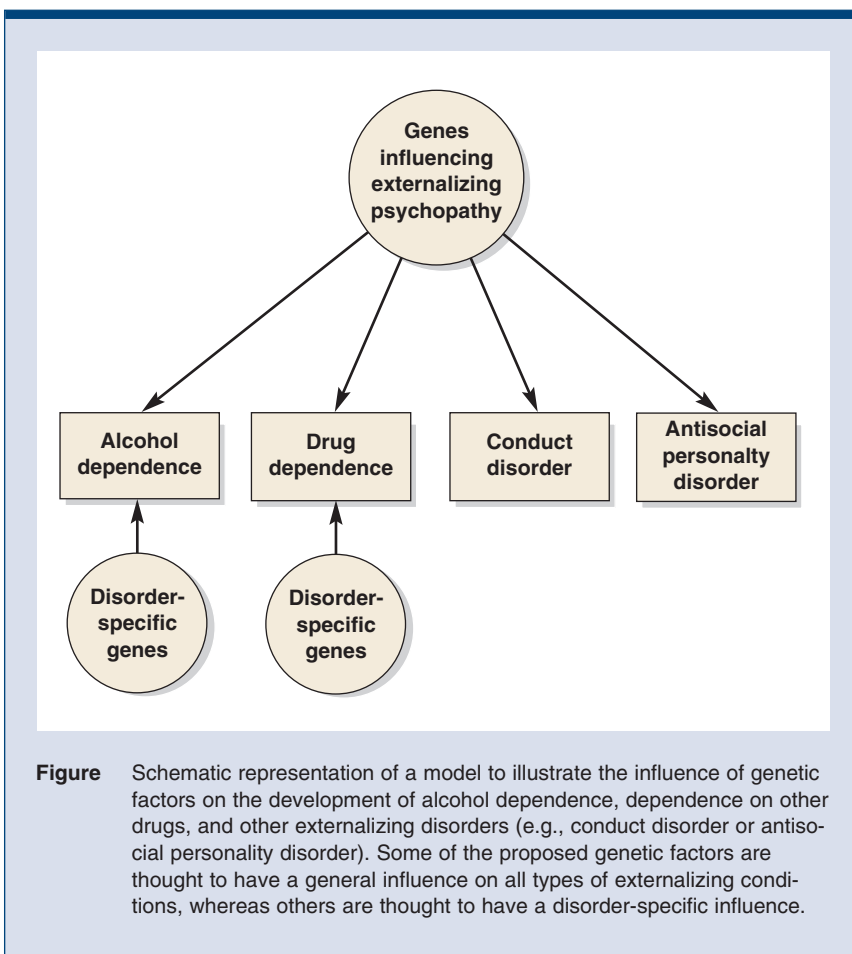 Genes
influencing
externalizing
psychopathy
Alcohol
dependence
Drug
dependence
Conduct
disorder
Antisocial
personalty
disorder
Disorder-
specific
genes
Disorder-
specific
genes
Figure Schematic representation of a model to illustrate the influence of genetic
factors on the development of alcohol dependence, dependence on other
drugs, and other externalizing disorders (e.g., conduct disorder or antiso-
cial personality disorder). Some of the proposed genetic factors are
thought to have a general influence on all types of externalizing condi-
tions, whereas others are thought to have a disorder-specific influence.